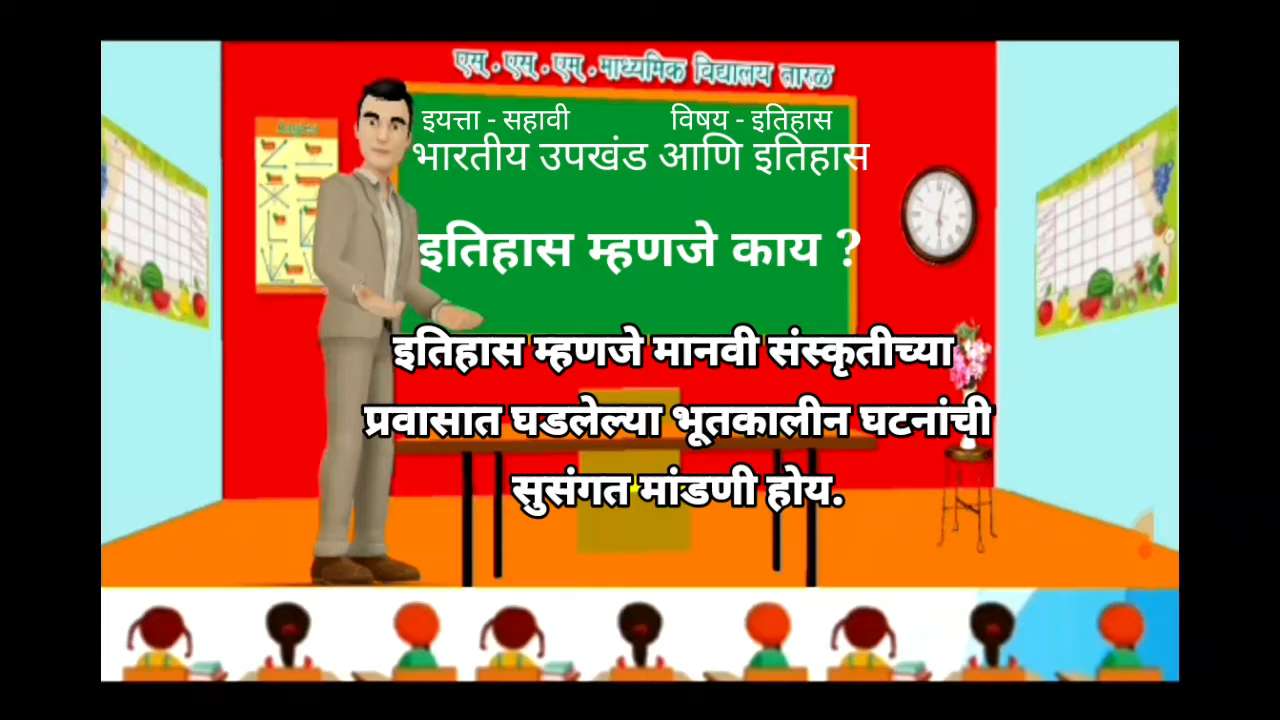 एस् . एस् . एम् . माध्यमिक विद्यालय तारळ
इयत्ता - सहावी विषय - इतिहास
भारतीय उपखंड आणि इतिहास
इतिहास म्हणजे काय ?
इतिहास म्हणजे मानवी संस्कृतीच्या
प्रवासात घडलेल्या भूतकालीन घटनांची
सुसंगत मांडणी होय.